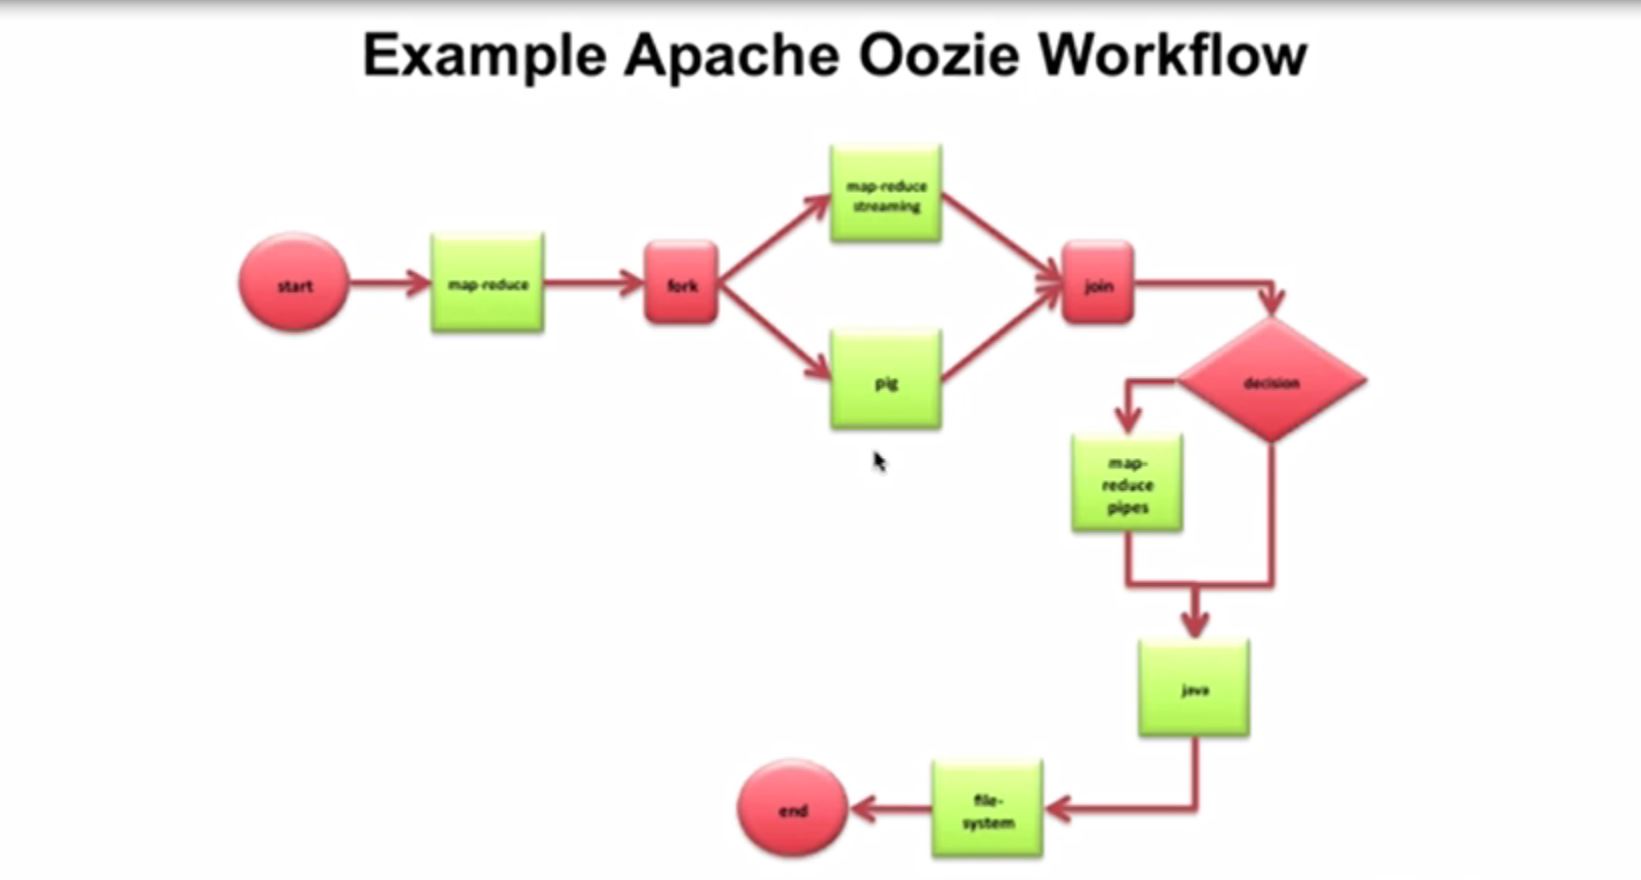 Example Apache Oozie Workflow
map-reduce
streaming
start
map-reduce
fork
join
pig
decision
map-
reduce
pipes
java
file-
system
end